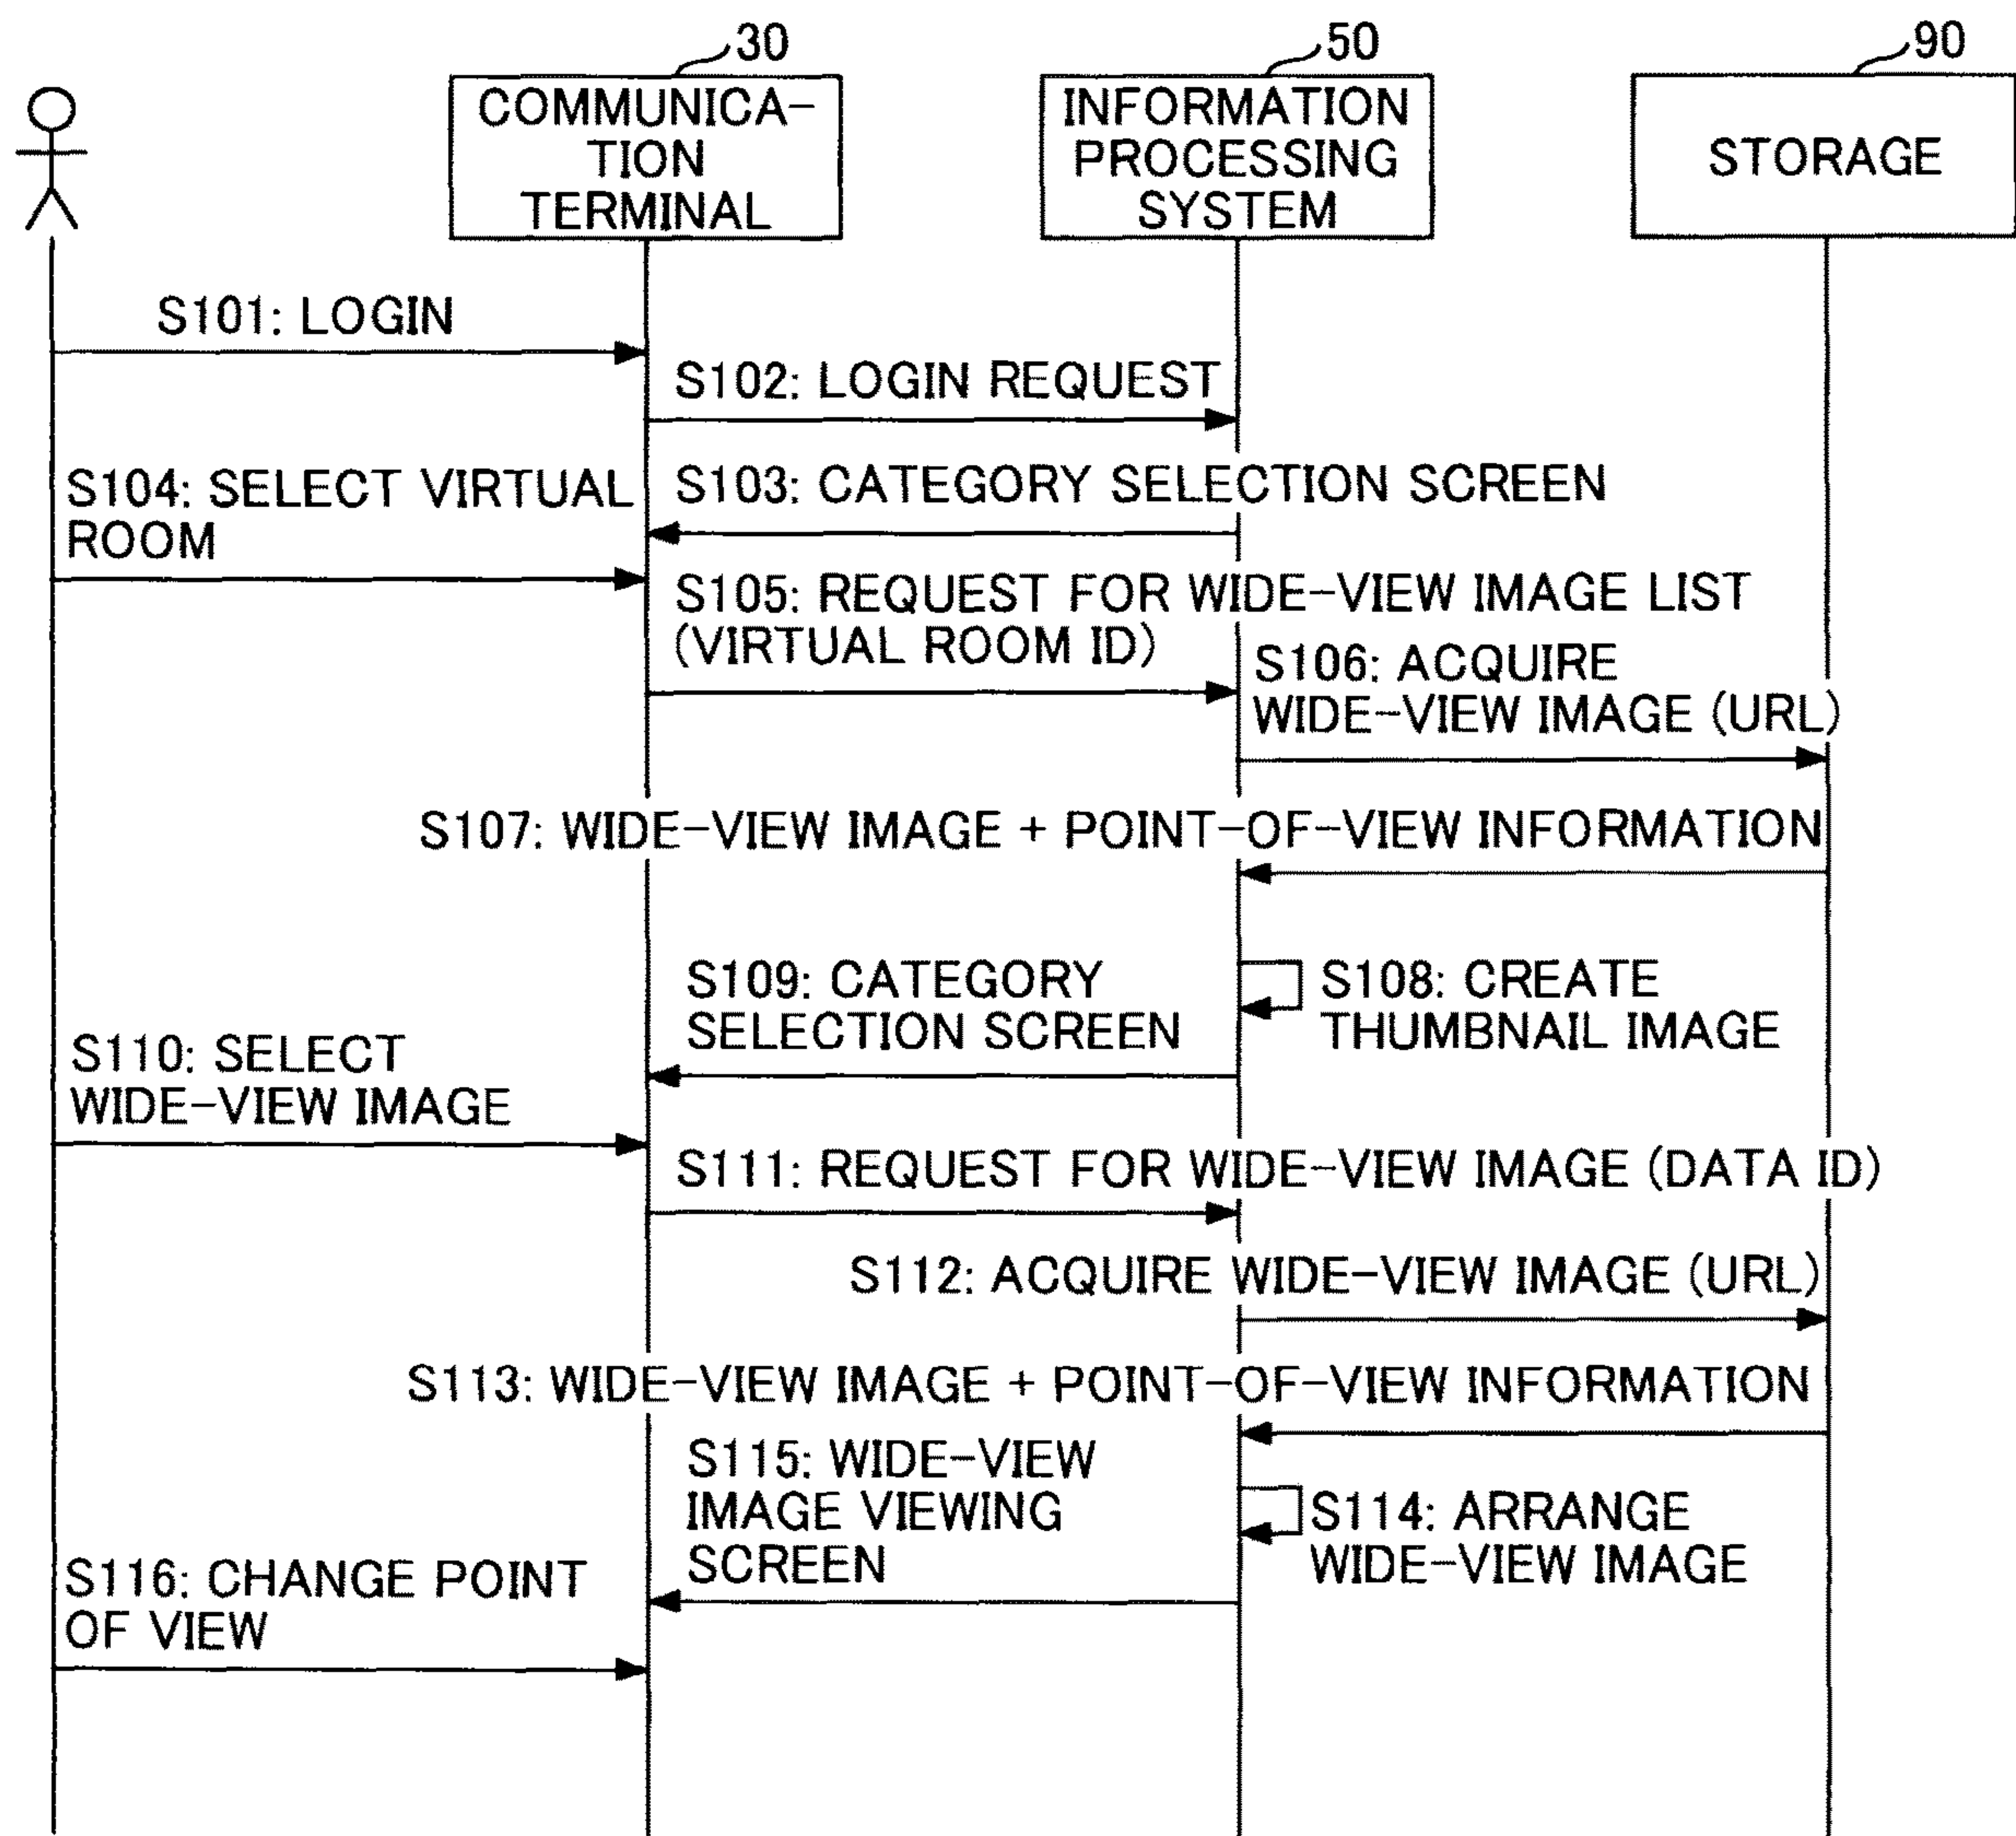 30
50
90
COMMUNICA-
TION
TERMINAL
INFORMATION
PROCESSING
SYSTEM
STORAGE
S101: LOGIN
S102: LOGIN REQUEST
S103: CATEGORY SELECTION SCREEN
S104: SELECT VIRTUAL
ROOM
S105: REQUEST FOR WIDE-VIEW IMAGE LIST
(VIRTUAL ROOM ID)
S106: ACQUIRE
WIDE-VIEW IMAGE (URL)
S107: WIDE-VIEW IMAGE + POINT-OF-VIEW INFORMATION
S108: CREATE
THUMBNAIL IMAGE
S109: CATEGORY
SELECTION SCREEN
S110: SELECT
WIDE-VIEW IMAGE
S111: REQUEST FOR WIDE-VIEW IMAGE (DATA ID)
S112: ACQUIRE WIDE-VIEW IMAGE (URL)
S113: WIDE-VIEW IMAGE + POINT-OF-VIEW INFORMATION
S114: ARRANGE
WIDE-VIEW IMAGE
S115: WIDE-VIEW
IMAGE VIEWING
SCREEN
S116: CHANGE POINT
OF VIEW